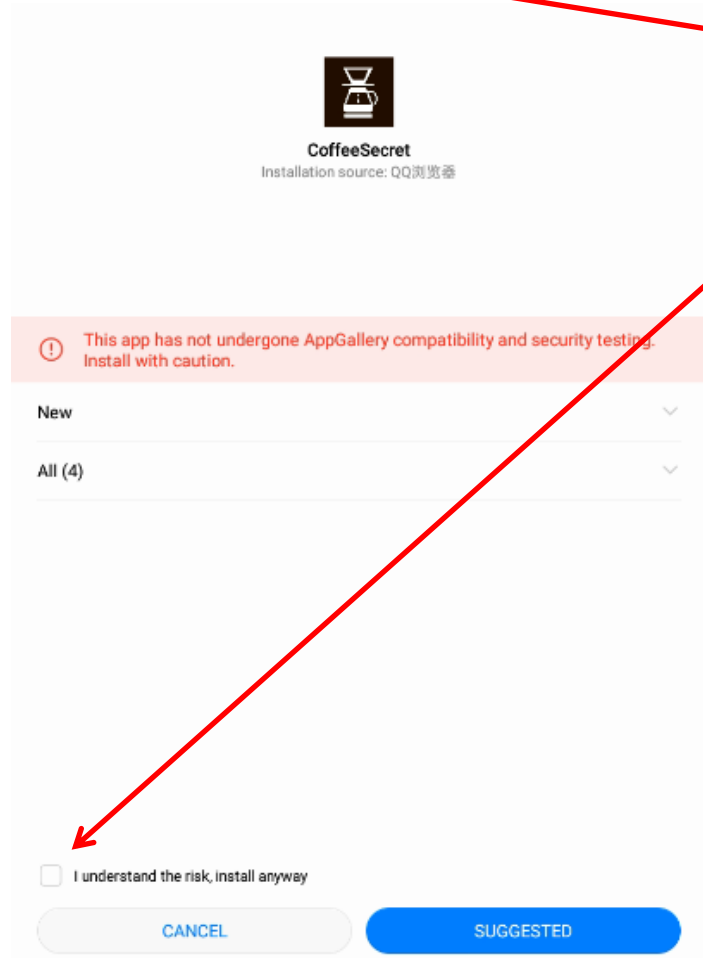 CoffeeSecret
Installation source: QQ浏览器
This app has not undergone AppGallery compatibility and security testing.
Install with caution.
New
All (4)
I understand the risk, install anyway
CANCEL
SUGGESTED